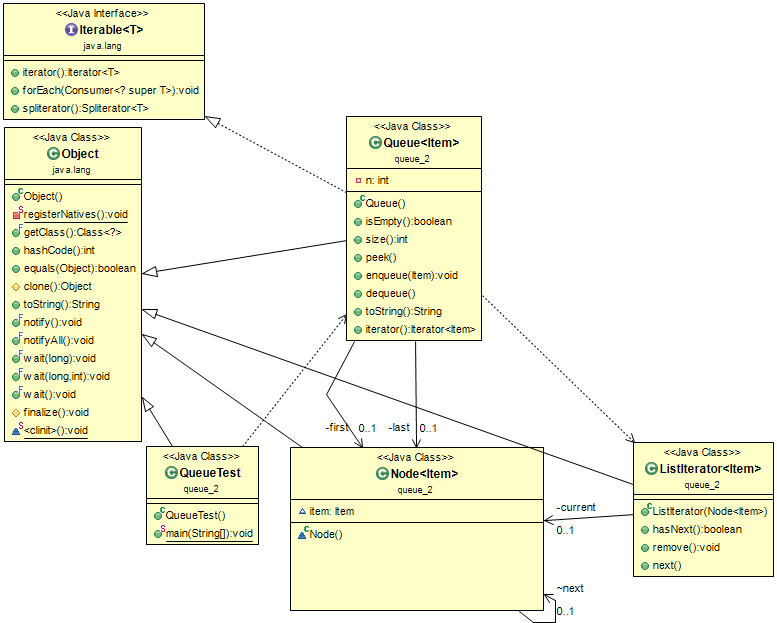 <<Java Interface>>
Iterable<T>
java.lang
iterator():Iterator<T>
forEach(Consumer<? super T>):void
spliterator():Spliterator<T>
<<Java Class>>
Object
java.lang
Object()
registerNatives():void
getClass():Class<?>
hashCode():int
equals(Object):boolean
clone():Object
toString():String
notify():void
notifyAll():void
wait(long):void
wait(long,int):void
wait():void
finalize():void
<clinit>():void
<<Java Class>>
Queue<Item>
queue_2
n: int
Queue()
isEmpty():boolean
size():int
peek()
enqueue(Item):void
dequeue()
toString():String
iterator():Iterator<Item>
-first 0..1
-last 0..1
<<Java Class>>
QueueTest
queue_2
QueueTest()
main(String[]):void
<<Java Class>>
Node<Item>
queue_2
item: Item
Node()
-current
0..1
~next
0..1
<<Java Class>>
ListIterator<Item>
queue_2
ListIterator(Node<Item>)
hasNext():boolean
remove():void
next()